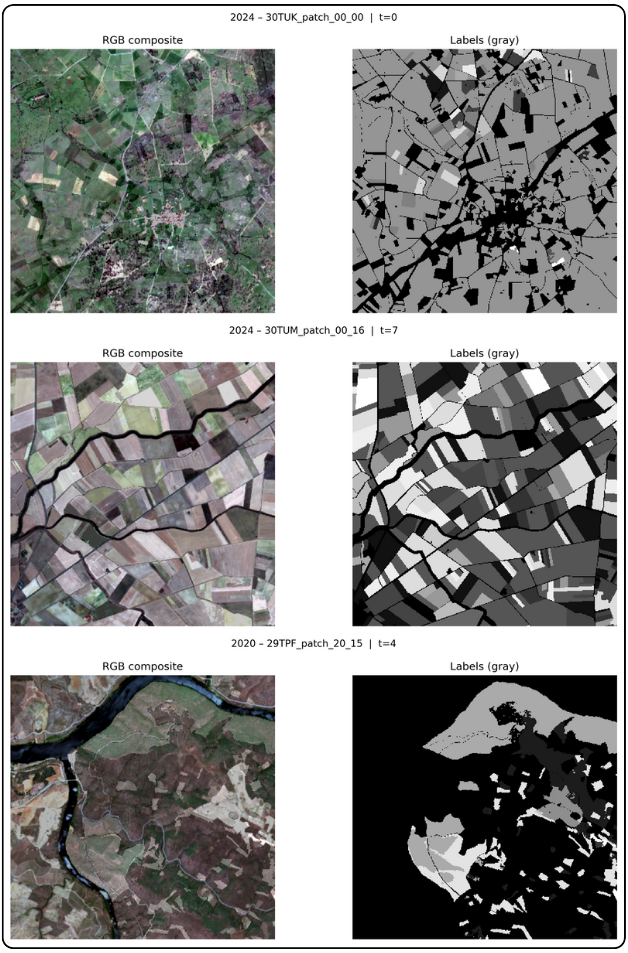 2024 – 30TUK_patch_00_00 | t=0
RGB composite
Labels (gray)
2024 – 30TUM_patch_00_16 | t=7
RGB composite
Labels (gray)
2020 – 29TPF_patch_20_15 | t=4
RGB composite
Labels (gray)